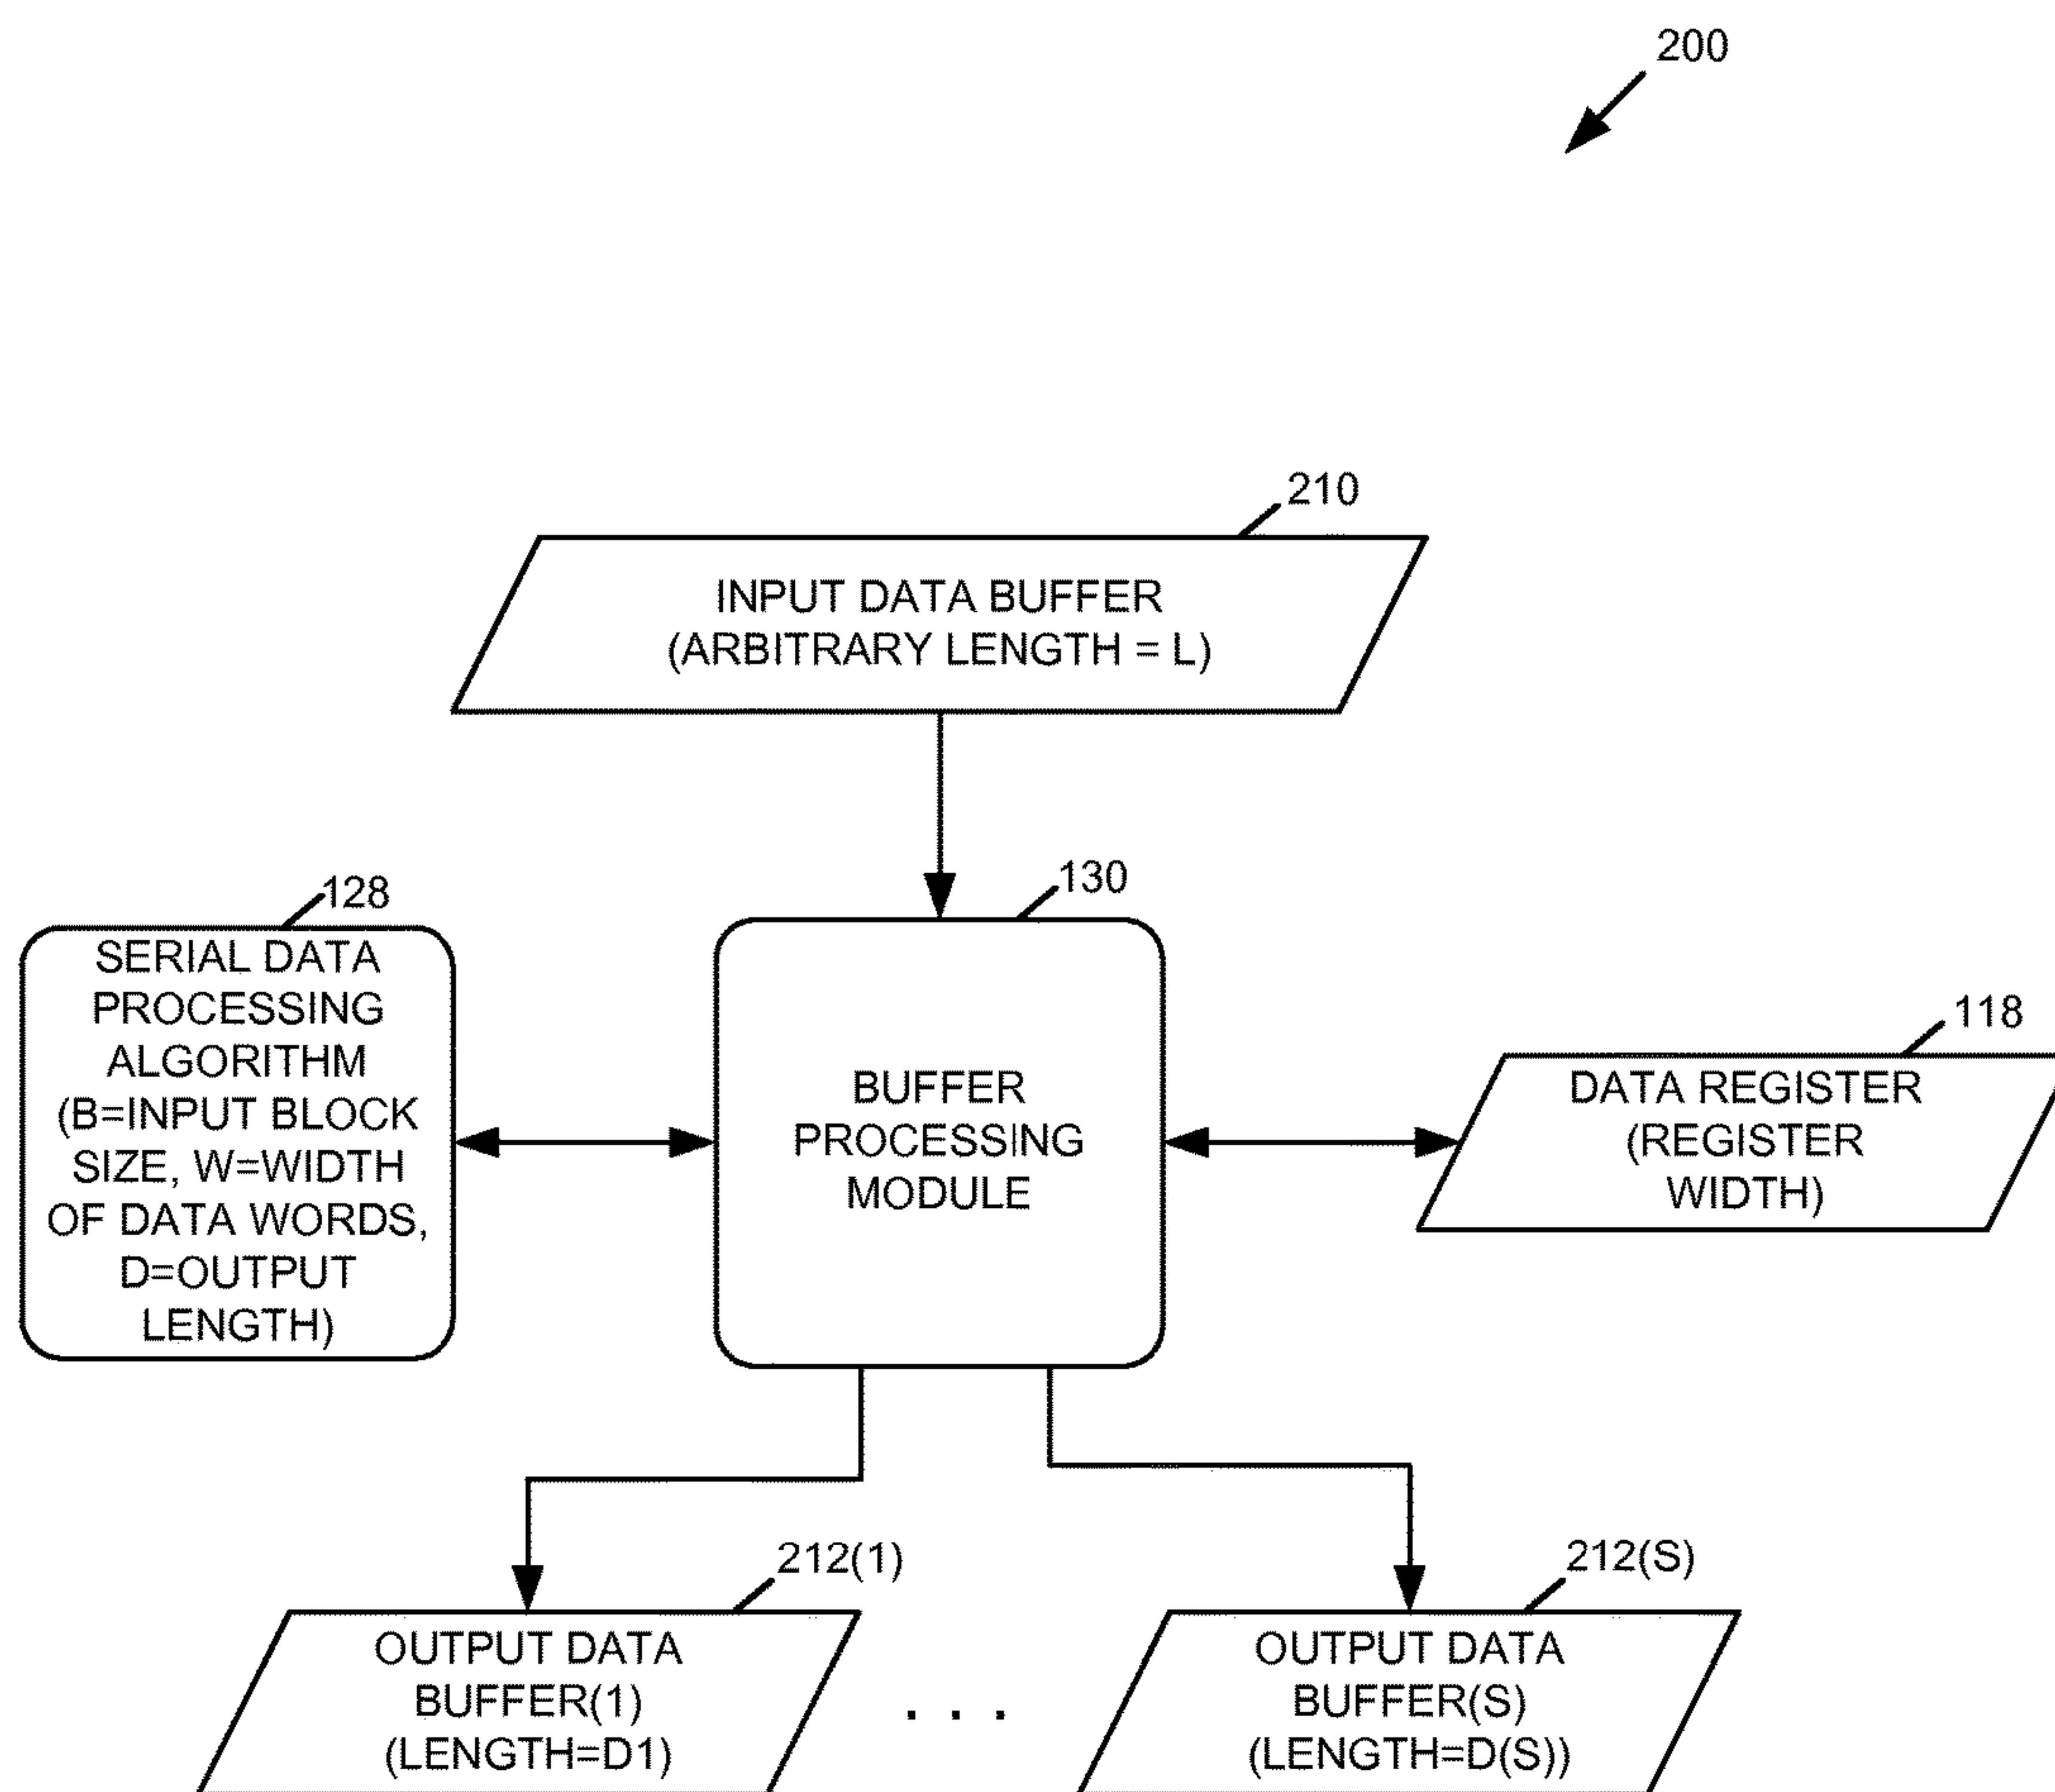 200
210
INPUT DATA BUFFER
(ARBITRARY LENGTH = L)
128
SERIAL DATA
PROCESSING
ALGORITHM
(B=INPUT BLOCK
SIZE, W=WIDTH
OF DATA WORDS,
D=OUTPUT
LENGTH)
130
BUFFER
PROCESSING
MODULE
118
DATA REGISTER
(REGISTER
WIDTH)
212(1)
OUTPUT DATA
BUFFER(1)
(LENGTH=D1)
. . .
212(S)
OUTPUT DATA
BUFFER(S)
(LENGTH=D(S))